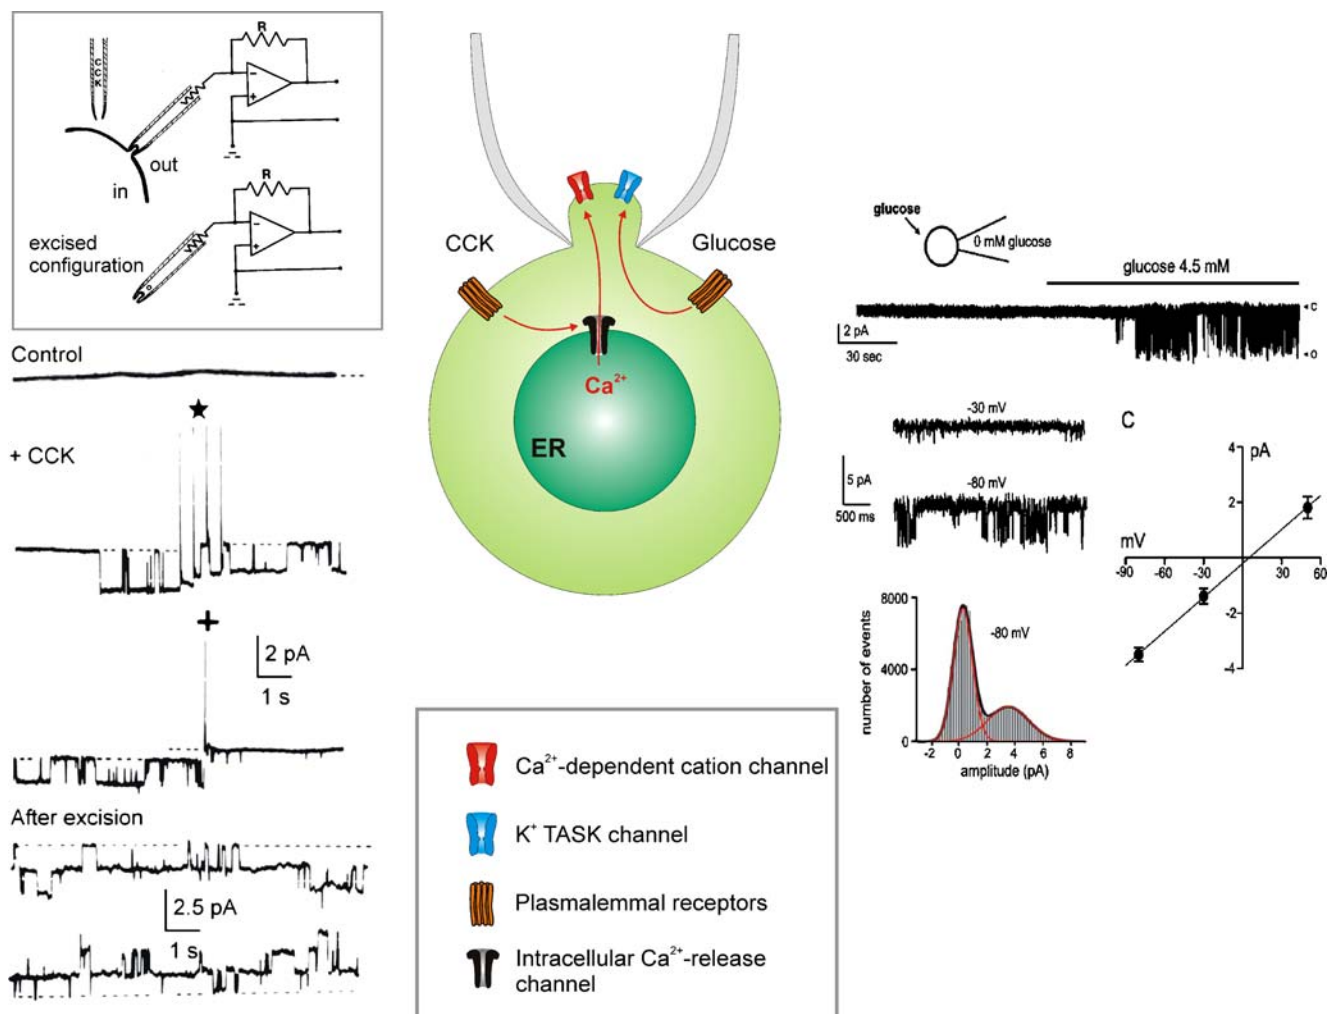 R
C
C
K
out
in
R
excised
configuration
Control
★
+ CCK
+
2 pA
1 s
After excision
2.5 pA
1 s
CCK
Glucose
Ca²⁺
ER
Ca²⁺-dependent cation channel
K⁺ TASK channel
Plasmalemmal receptors
Intracellular Ca²⁺-release
channel
glucose
0 mM glucose
glucose 4.5 mM
c
o
2 pA
30 sec
-30 mV
-80 mV
5 pA
500 ms
C
pA
4
2
mV
-90 -60 -30 30 60
-2
-4
8000
4000
0
-80 mV
number of events
-2 0 2 4 6 8
amplitude (pA)